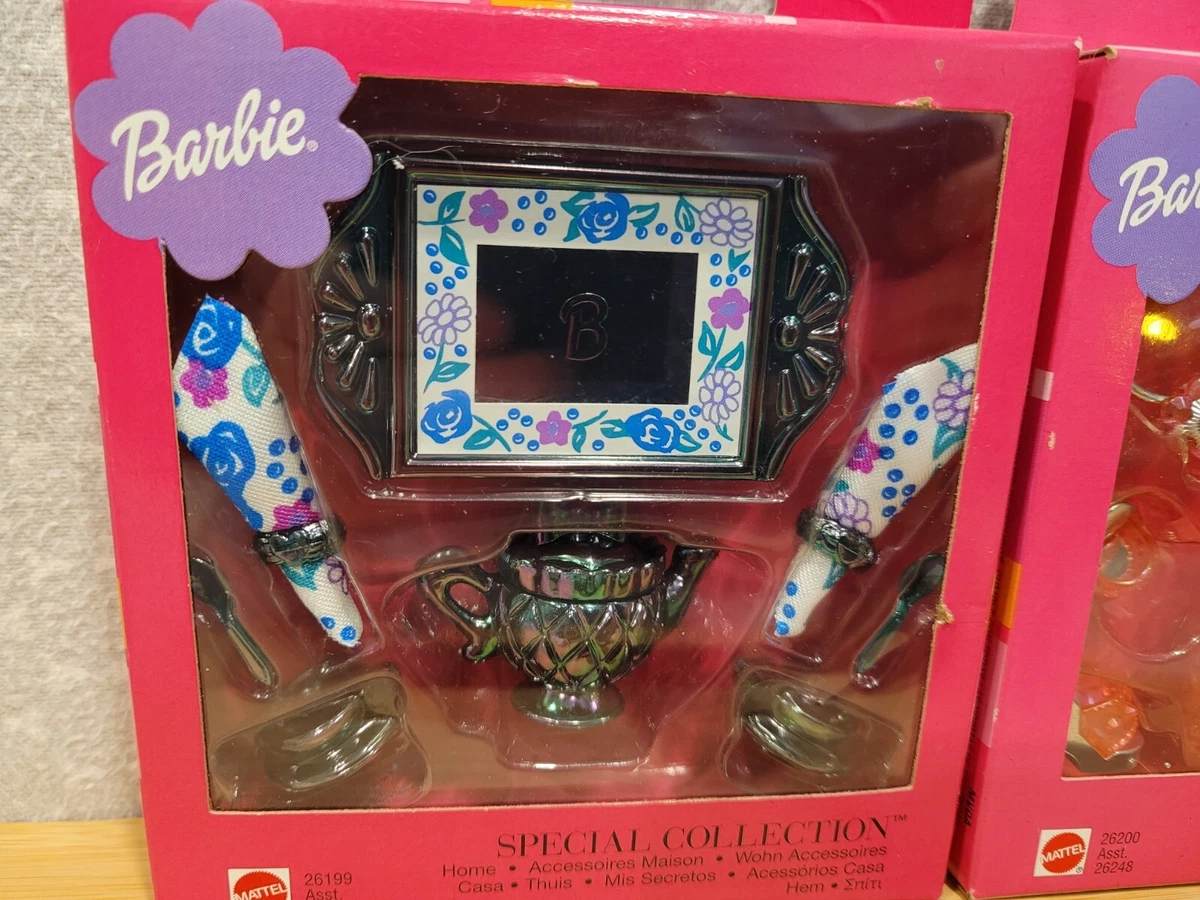 Barbie®
B
SPECIAL COLLECTION™
Home • Accessoires Maison • Wohn Accessoires
Casa • Thuis • Mis Secretos • Acessórios Casa
Hem • Σπίτι
MATTEL
26199
Asst.
Bar
MATTEL®
26200
Asst.
26248